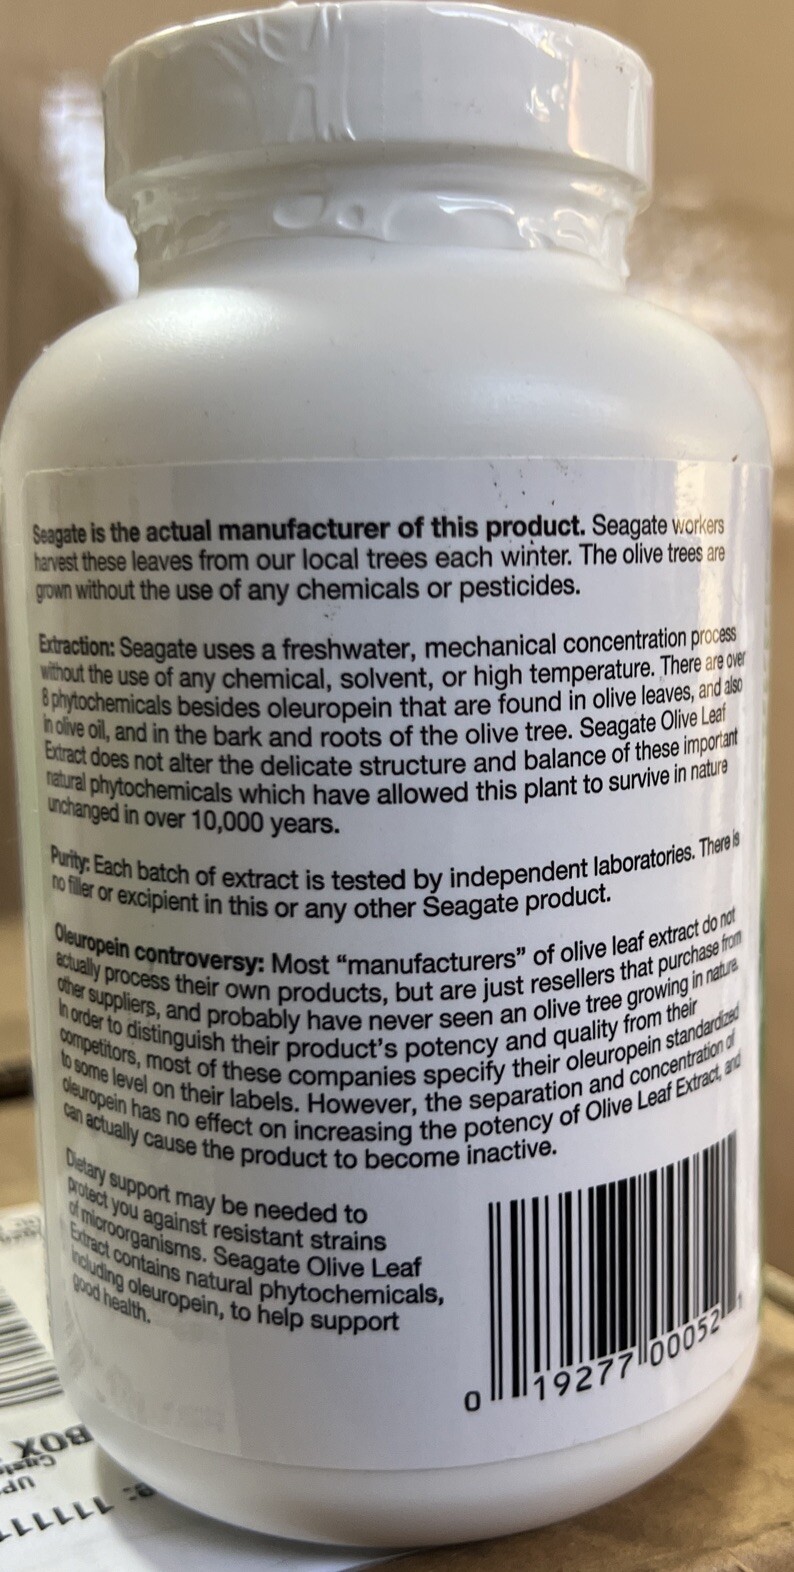 Seagate is the actual manufacturer of this product. Seagate workers
harvest these leaves from our local trees each winter. The olive trees are
grown without the use of any chemicals or pesticides.
Extraction: Seagate uses a freshwater, mechanical concentration process
without the use of any chemical, solvent, or high temperature. There are over
8 phytochemicals besides oleuropein that are found in olive leaves, and also
in olive oil, and in the bark and roots of the olive tree. Seagate Olive Leaf
Extract does not alter the delicate structure and balance of these important
natural phytochemicals which have allowed this plant to survive in nature
unchanged in over 10,000 years.
Purity: Each batch of extract is tested by independent laboratories. There is
no filler or excipient in this or any other Seagate product.
Oleuropein controversy: Most “manufacturers” of olive leaf extract do not
actually process their own products, but are just resellers that purchase from
other suppliers, and probably have never seen an olive tree growing in nature.
In order to distinguish their product's potency and quality from their
competitors, most of these companies specify their oleuropein standardized
to some level on their labels. However, the separation and concentration of
oleuropein has no effect on increasing the potency of Olive Leaf Extract, and
can actually cause the product to become inactive.
Dietary support may be needed to
protect you against resistant strains
of microorganisms. Seagate Olive Leaf
Extract contains natural phytochemicals,
including oleuropein, to help support
good health.
0 19277 00052 1
BOX